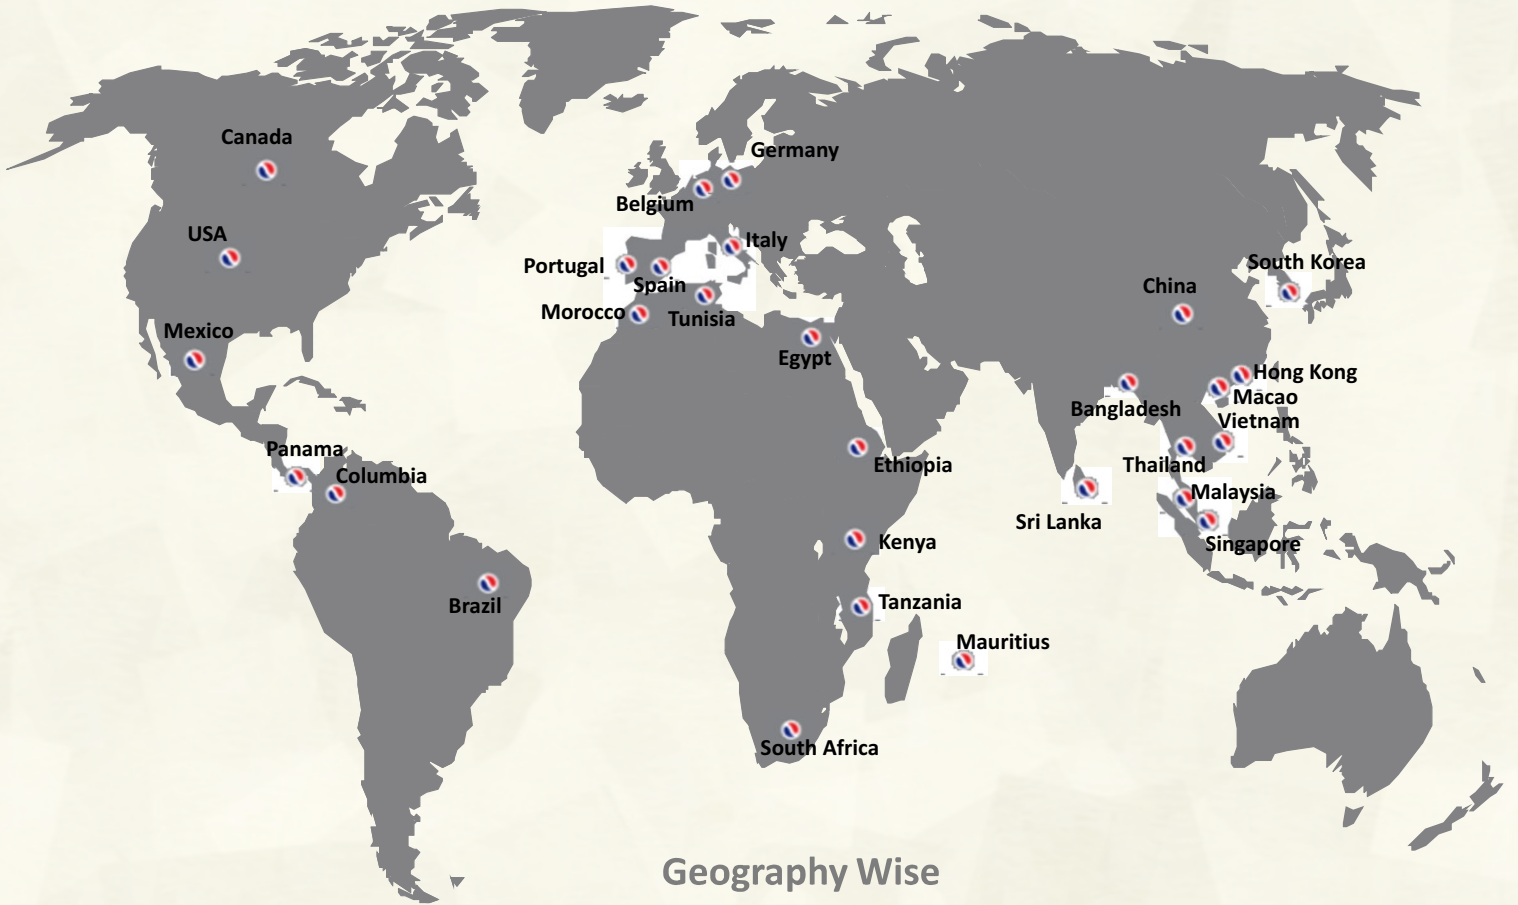 Canada
Germany
Belgium
USA
Italy
Portugal
South Korea
Spain
China
Morocco
Tunisia
Mexico
Egypt
Hong Kong
Macao
Bangladesh
Vietnam
Panama
Ethiopia
Thailand
Columbia
Malaysia
Sri Lanka
Kenya
Singapore
Tanzania
Brazil
Mauritius
South Africa
Geography Wise